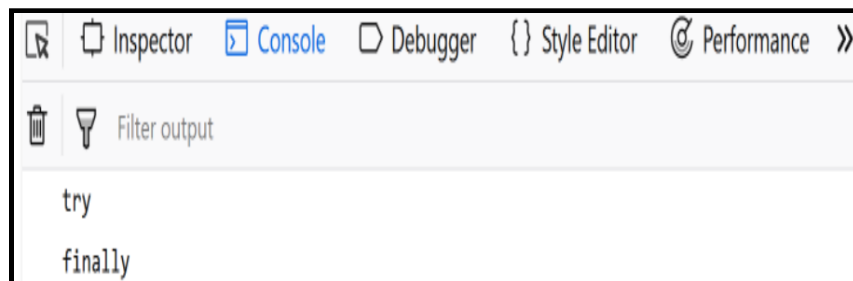 Inspector Console Debugger {} Style Editor Performance »
Filter output
try
finally